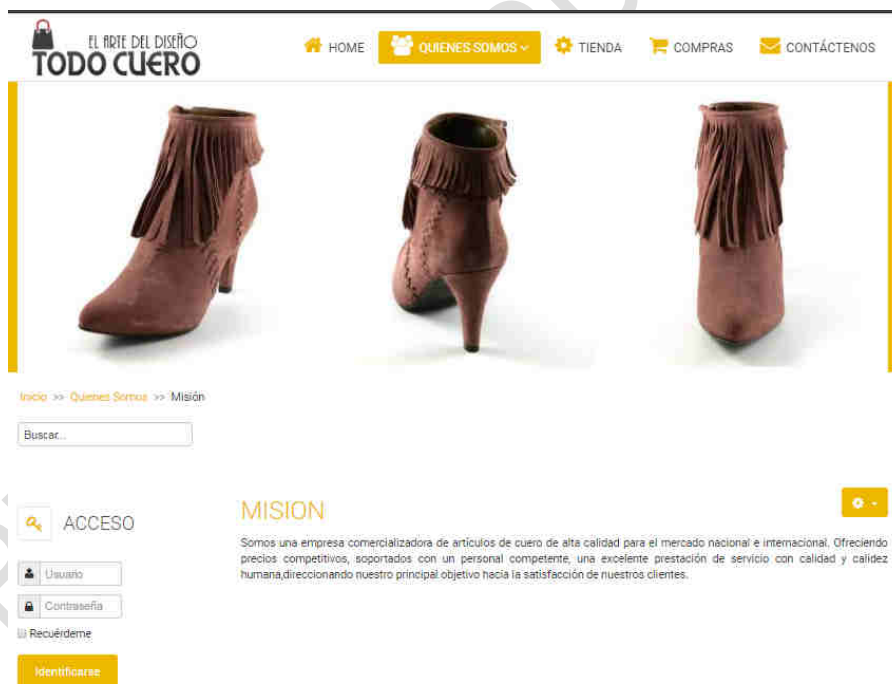 EL ARTE DEL DISEÑO
TODO CUERO
HOME
QUIENES SOMOS
TIENDA
COMPRAS
CONTÁCTENOS
Inicio >> Quienes Somos >> Misión
Buscar...
ACCESO
Usuario
Contraseña
Recuérdeme
Identificarse
MISION
Somos una empresa comercializadora de artículos de cuero de alta calidad para el mercado nacional e internacional. Ofreciendo
precios competitivos, soportados con un personal competente, una excelente prestación de servicio con calidad y calidez
humana,direccionando nuestro principal objetivo hacia la satisfacción de nuestros clientes.